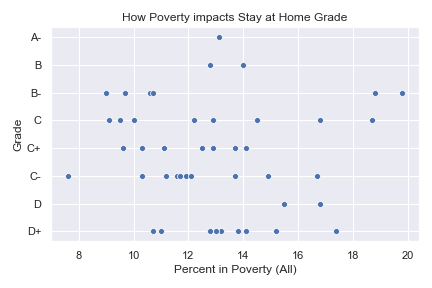 How Poverty impacts Stay at Home Grade
A-
B
B-
C
C+
C-
D
D+
Grade
8 10 12 14 16 18 20
Percent in Poverty (All)